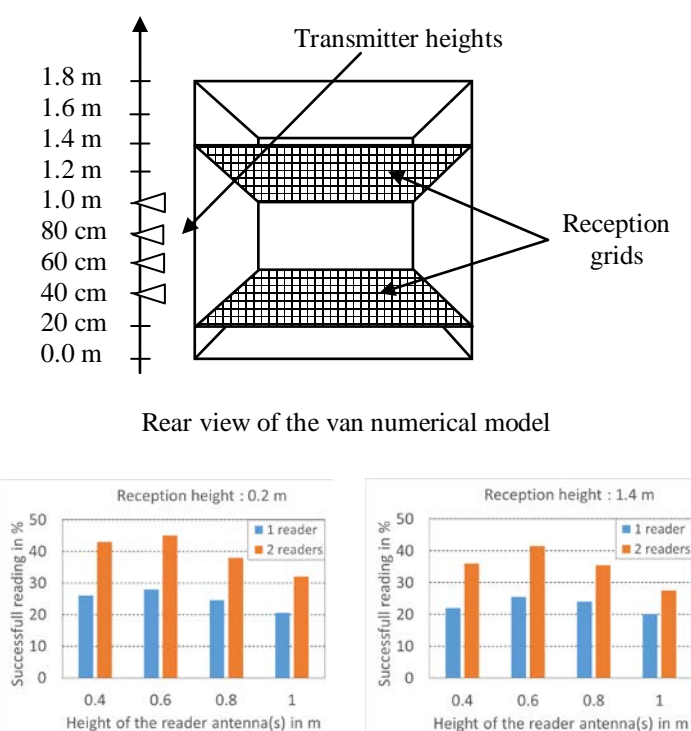 Transmitter heights
1.8 m
1.6 m
1.4 m
1.2 m
1.0 m
80 cm
60 cm
40 cm
20 cm
0.0 m
Reception
grids
Rear view of the van numerical model
Reception height : 0.2 m
Successfull reading in %
50
40
30
20
10
0
1 reader
2 readers
0.4 0.6 0.8 1
Height of the reader antenna(s) in m
Reception height : 1.4 m
Successfull reading in %
50
40
30
20
10
0
1 reader
2 readers
0.4 0.6 0.8 1
Height of the reader antenna(s) in m